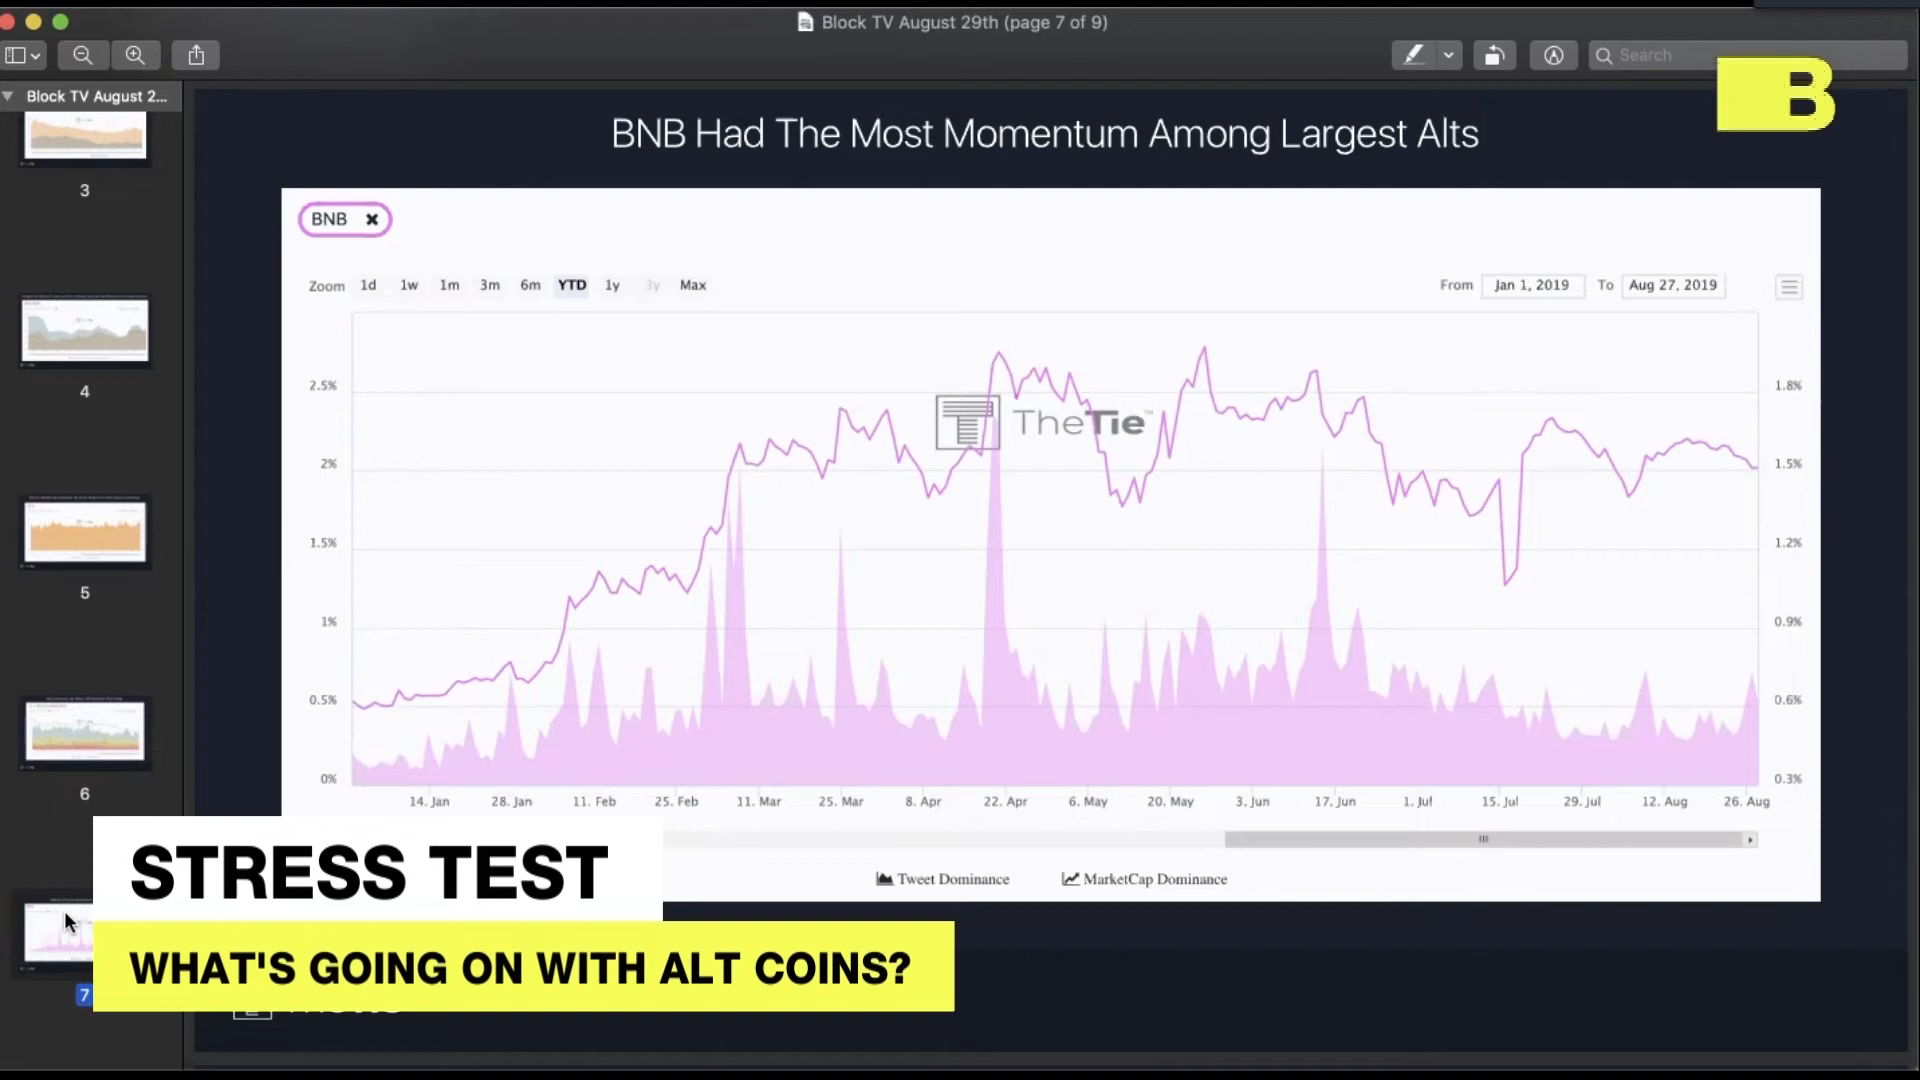 Block TV August 29th (page 7 of 9)
Search
B
Block TV August 2...
3
4
5
6
7
BNB Had The Most Momentum Among Largest Alts
BNB ✖
Zoom 1d 1w 1m 3m 6m YTD 1y 3y Max
From Jan 1, 2019 To Aug 27, 2019
TheTie™
2.5% 1.8%
2% 1.5%
1.5% 1.2%
1% 0.9%
0.5% 0.6%
0% 0.3%
14. Jan 28. Jan 11. Feb 25. Feb 11. Mar 25. Mar 8. Apr 22. Apr 6. May 20. May 3. Jun 17. Jun 1. Jul 15. Jul 29. Jul 12. Aug 26. Aug
Tweet Dominance MarketCap Dominance
STRESS TEST
WHAT'S GOING ON WITH ALT COINS?